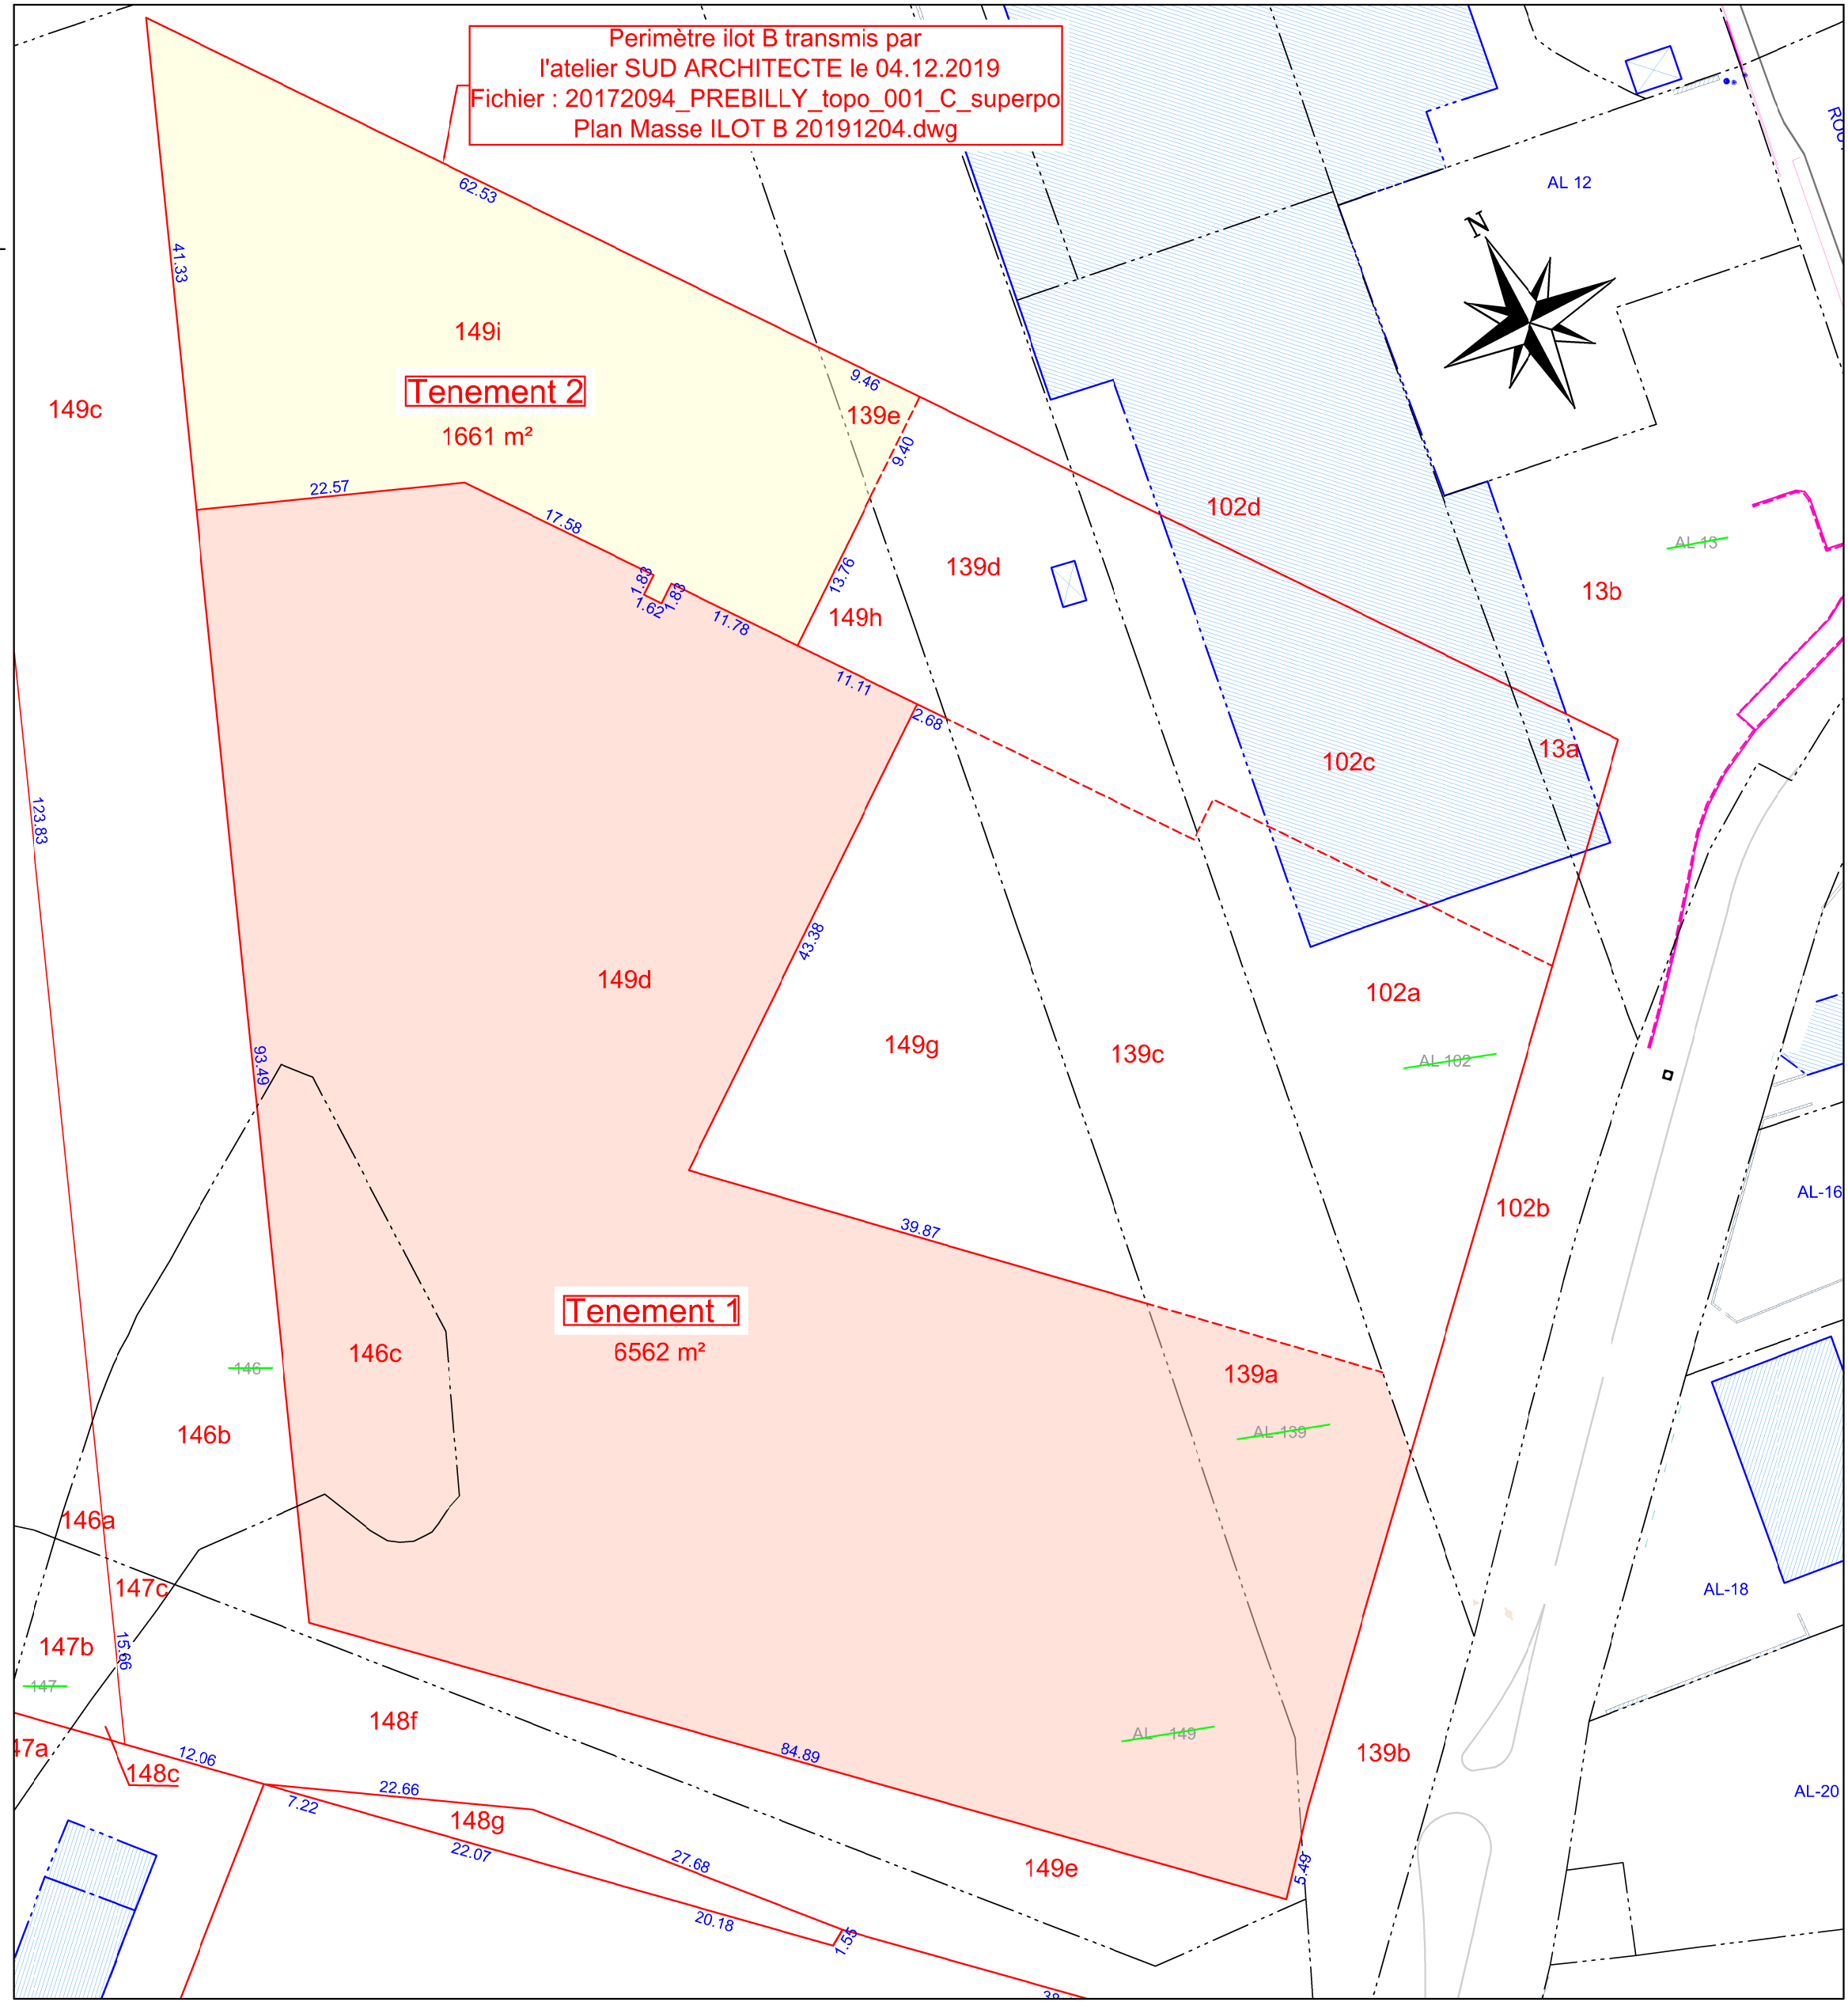 Perimètre ilot B transmis par
l'atelier SUD ARCHITECTE le 04.12.2019
Fichier : 20172094_PREBILLY_topo_001_C_superpo
Plan Masse ILOT B 20191204.dwg
AL 12
N
62.53
41.33
149i
Tenement 2
1661 m²
149c
9.46
139e
9.40
22.57
17.58
102d
AL 13
13b
139d
13.76
1.83
1.62
1.83
11.78
149h
11.11
2.68
13a
102c
123.83
43.38
149d
102a
149g
139c
AL 102
93.49
AL-16
102b
39.87
Tenement 1
6562 m²
146c
146
139a
AL 139
146b
146a
147c
AL-18
147b
15.66
147
148f
AL 149
84.89
139b
47a
12.06
148c
22.66
7.22
148g
AL-20
22.07
27.68
149e
5.49
20.18
1.55